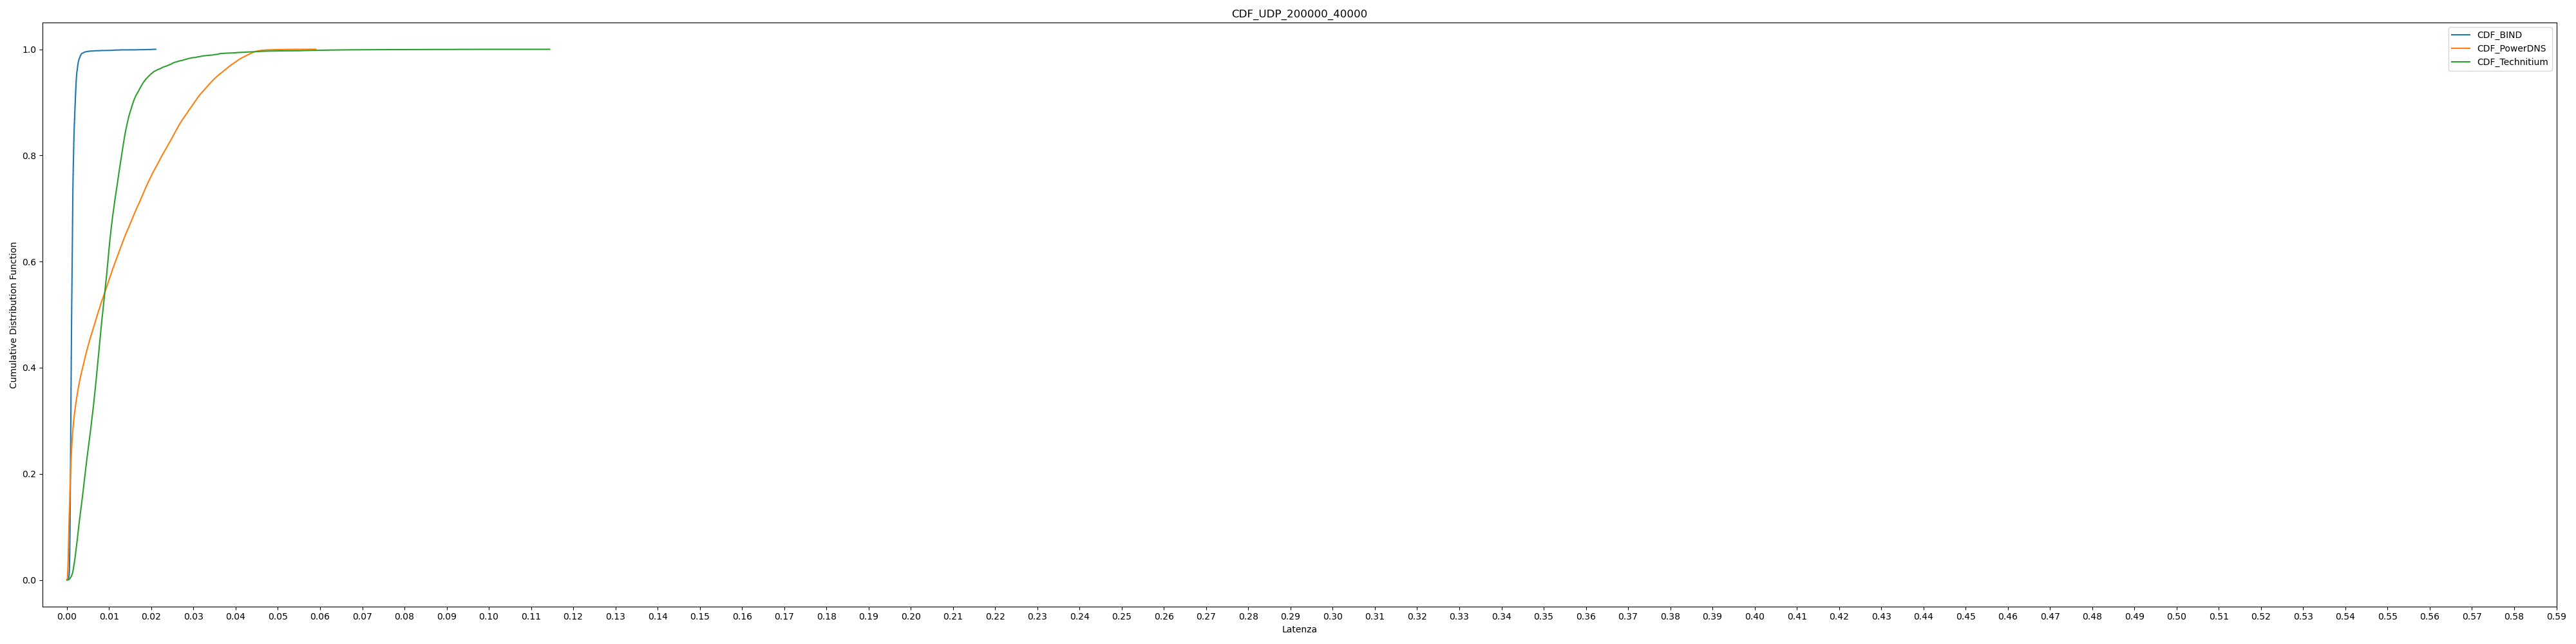 CDF_UDP_200000_40000
CDF_BIND
CDF_PowerDNS
CDF_Technitium
Cumulative Distribution Function
1.0
0.8
0.6
0.4
0.2
0.0
0.00 0.01 0.02 0.03 0.04 0.05 0.06 0.07 0.08 0.09 0.10 0.11 0.12 0.13 0.14 0.15 0.16 0.17 0.18 0.19 0.20 0.21 0.22 0.23 0.24 0.25 0.26 0.27 0.28 0.29 0.30 0.31 0.32 0.33 0.34 0.35 0.36 0.37 0.38 0.39 0.40 0.41 0.42 0.43 0.44 0.45 0.46 0.47 0.48 0.49 0.50 0.51 0.52 0.53 0.54 0.55 0.56 0.57 0.58 0.59
Latenza